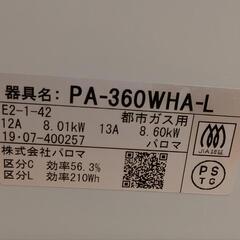 器具名: PA-360WHA-L
E2-1-42 都市ガス用
12A 8.01kW 13A 8.60kW
19・07-400257 パロマ
株式会社パロマ
区分C 効率56.3%
区分L 効率210Wh
JIA認証
PS
TG